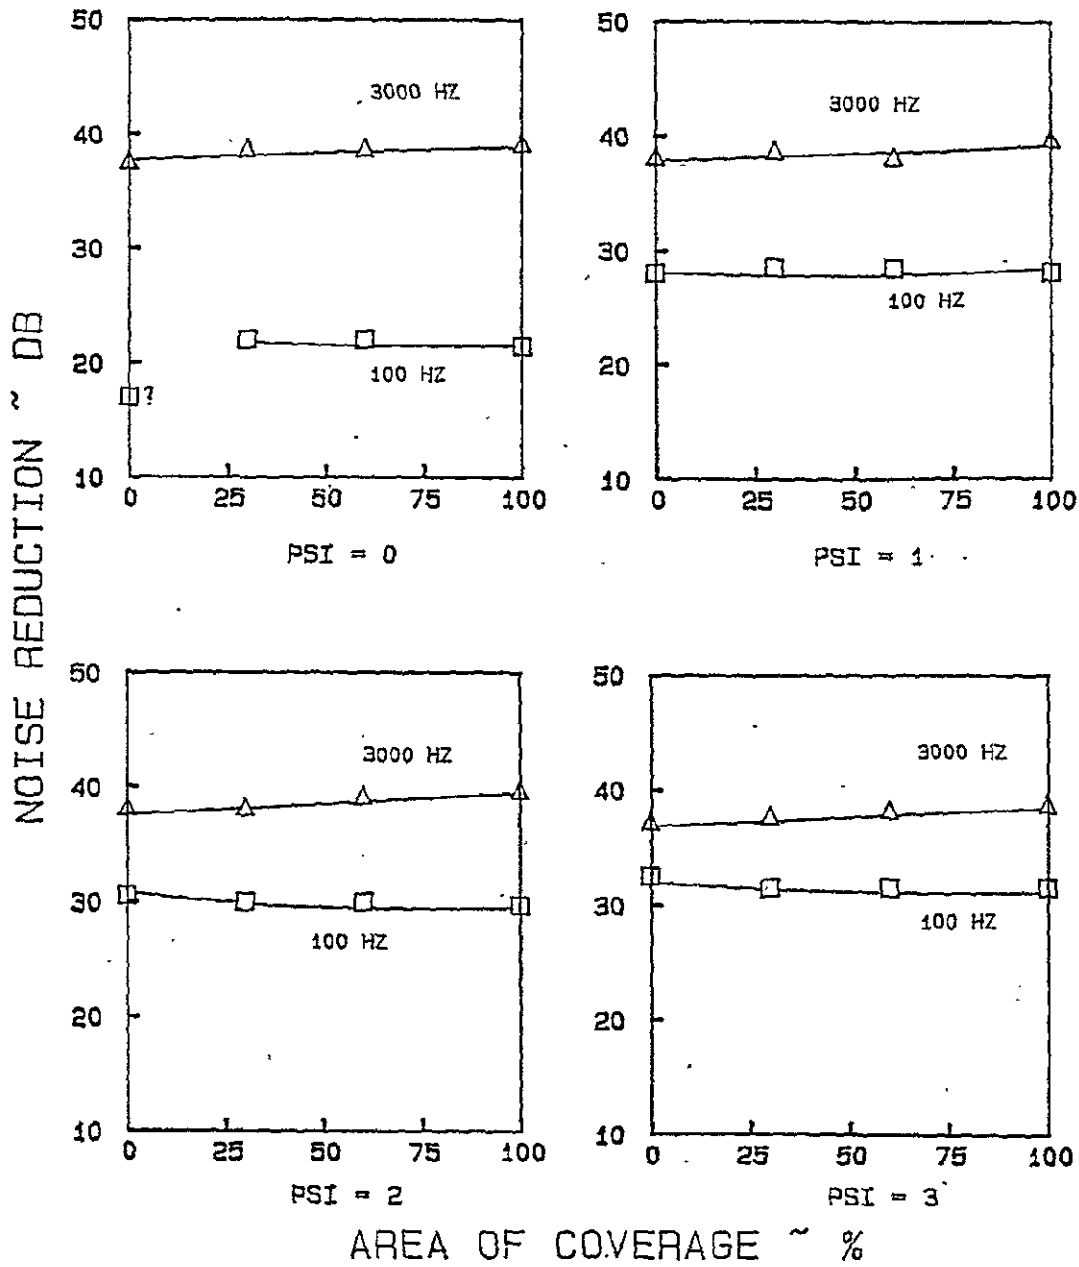 NOISE REDUCTION ~ DB
50
40
30
20
10
3000 HZ
100 HZ
?
0 25 50 75 100
PSI = 0
50
40
30
20
10
3000 HZ
100 HZ
0 25 50 75 100
PSI = 1
50
40
30
20
10
3000 HZ
100 HZ
0 25 50 75 100
PSI = 2
50
40
30
20
10
3000 HZ
100 HZ
0 25 50 75 100
PSI = 3
AREA OF COVERAGE ~ %